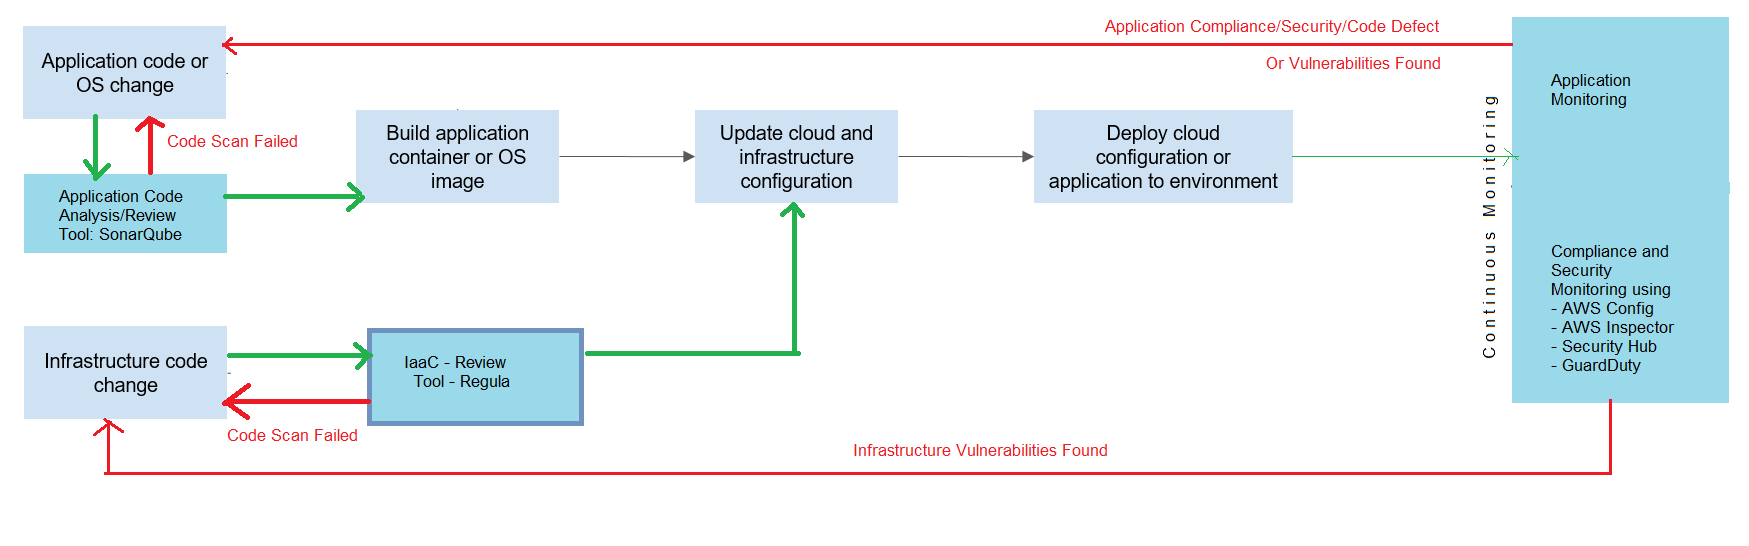 Application code or
OS change
Code Scan Failed
Application Code
Analysis/Review
Tool: SonarQube
Build application
container or OS
image
Update cloud and
infrastructure
configuration
Deploy cloud
configuration or
application to environment
Application Compliance/Security/Code Defect
Or Vulnerabilities Found
Continuous Monitoring
Application
Monitoring
Compliance and
Security
Monitoring using
- AWS Config
- AWS Inspector
- Security Hub
- GuardDuty
Infrastructure code
change
IaaC - Review
Tool - Regula
Code Scan Failed
Infrastructure Vulnerabilities Found